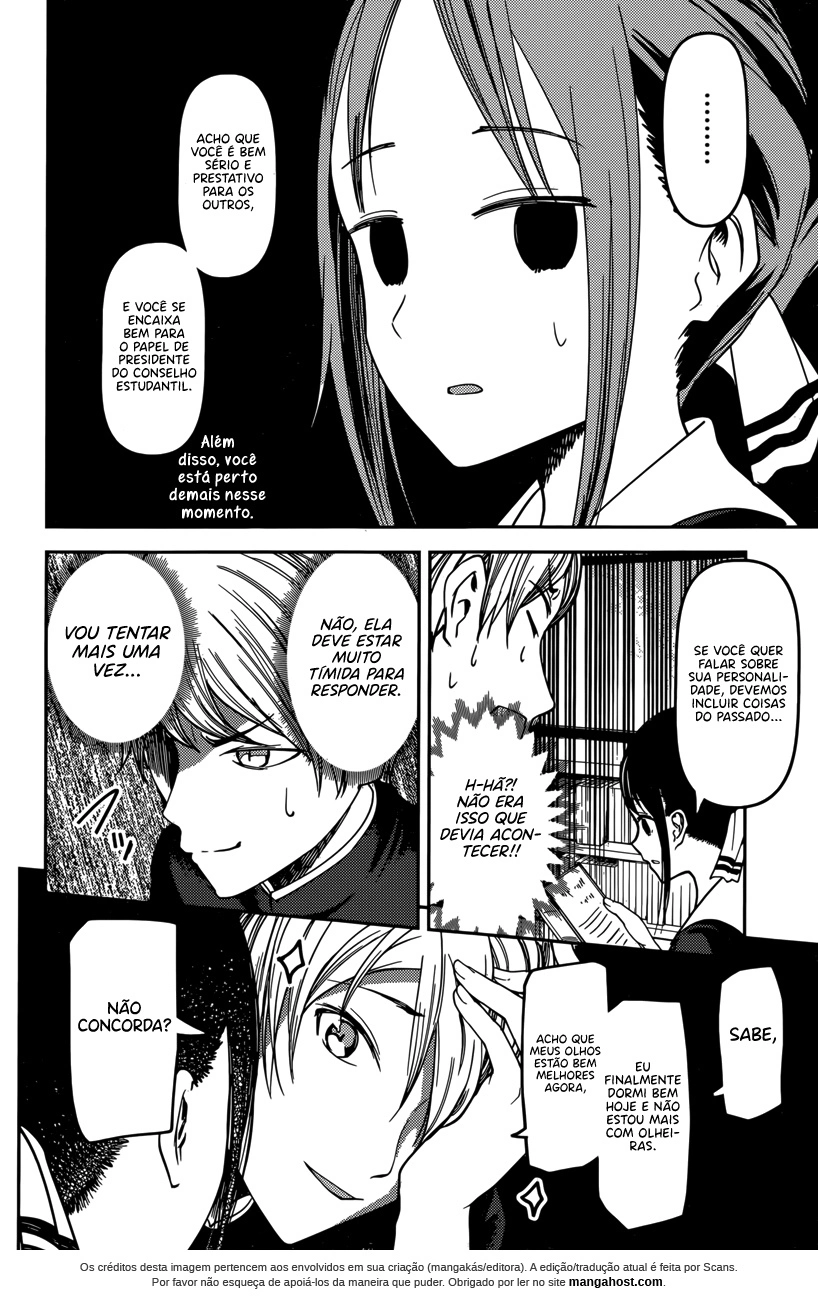 .........
ACHO QUE
VOCÊ É BEM
SÉRIO E
PRESTATIVO
PARA OS
OUTROS,
E VOCÊ SE
ENCAIXA
BEM PARA
O PAPEL DE
PRESIDENTE
DO CONSELHO
ESTUDANTIL.
Além
disso, você
está perto
demais nesse
momento.
SE VOCÊ QUER
FALAR SOBRE
SUA PERSONALI-
DADE, DEVEMOS
INCLUIR COISAS
DO PASSADO...
H-HÃ?!
NÃO ERA
ISSO QUE
DEVIA ACON-
TECER!!
NÃO, ELA
DEVE ESTAR
MUITO
TÍMIDA PARA
RESPONDER.
VOU TENTAR
MAIS UMA
VEZ...
SABE,
EU
FINALMENTE
DORMI BEM
HOJE E NÃO
ESTOU MAIS
COM OLHEI-
RAS.
ACHO QUE
MEUS OLHOS
ESTÃO BEM
MELHORES
AGORA,
NÃO
CONCORDA?
Os créditos desta imagem pertencem aos envolvidos em sua criação (mangakás/editora). A edição/tradução atual é feita por Scans.
Por favor não esqueça de apoiá-los da maneira que puder. Obrigado por ler no site mangahost.com.